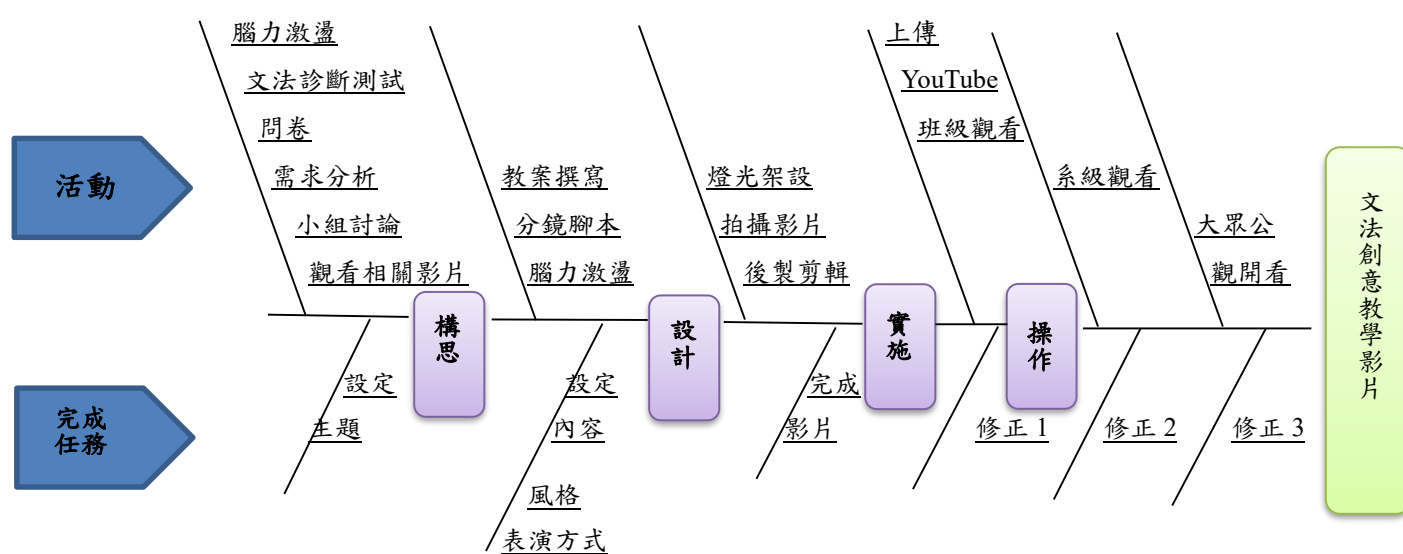 活動
腦力激盪
文法診斷測試
問卷
需求分析
小組討論
觀看相關影片
教案撰寫
分鏡腳本
腦力激盪
燈光架設
拍攝影片
後製剪輯
上傳
YouTube
班級觀看
系級觀看
大眾公
觀開看
構思
設計
實施
操作
完成
任務
設定
主題
設定
內容
風格
表演方式
完成
影片
修正 1
修正 2
修正 3
文法創意教學影片